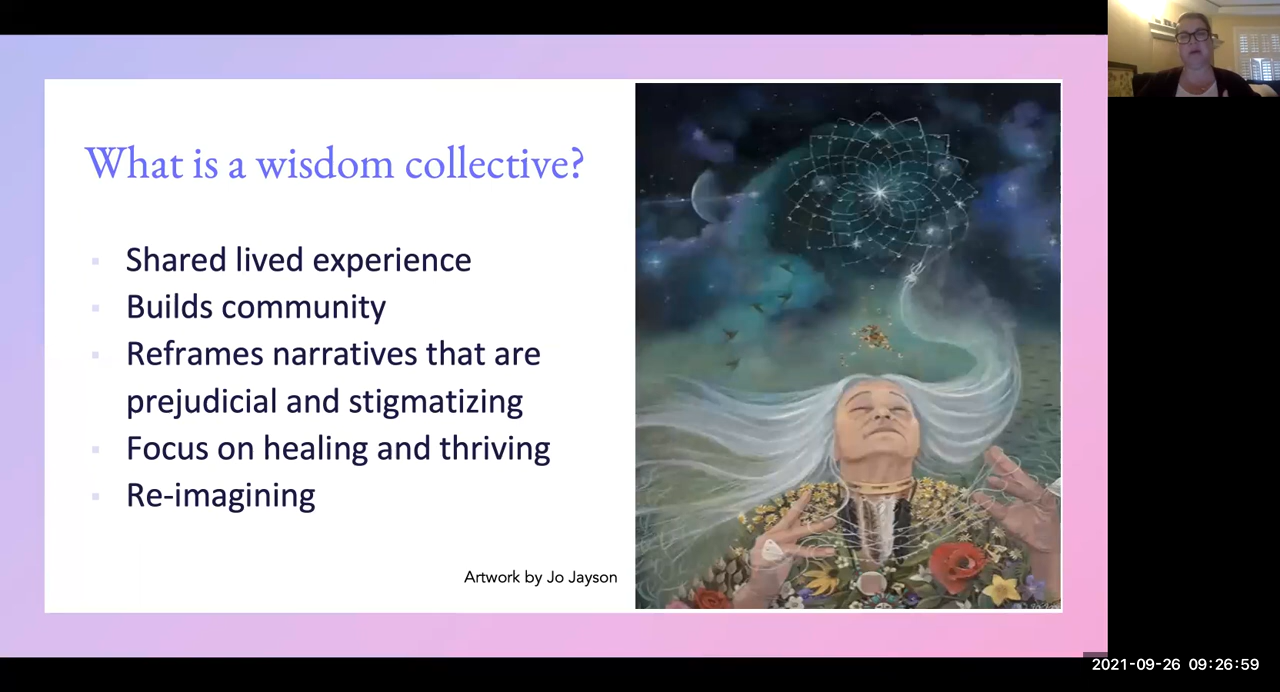 What is a wisdom collective?
Shared lived experience
Builds community
Reframes narratives that are
prejudicial and stigmatizing
Focus on healing and thriving
Re-imagining
Artwork by Jo Jayson
2021-09-26 09:26:59